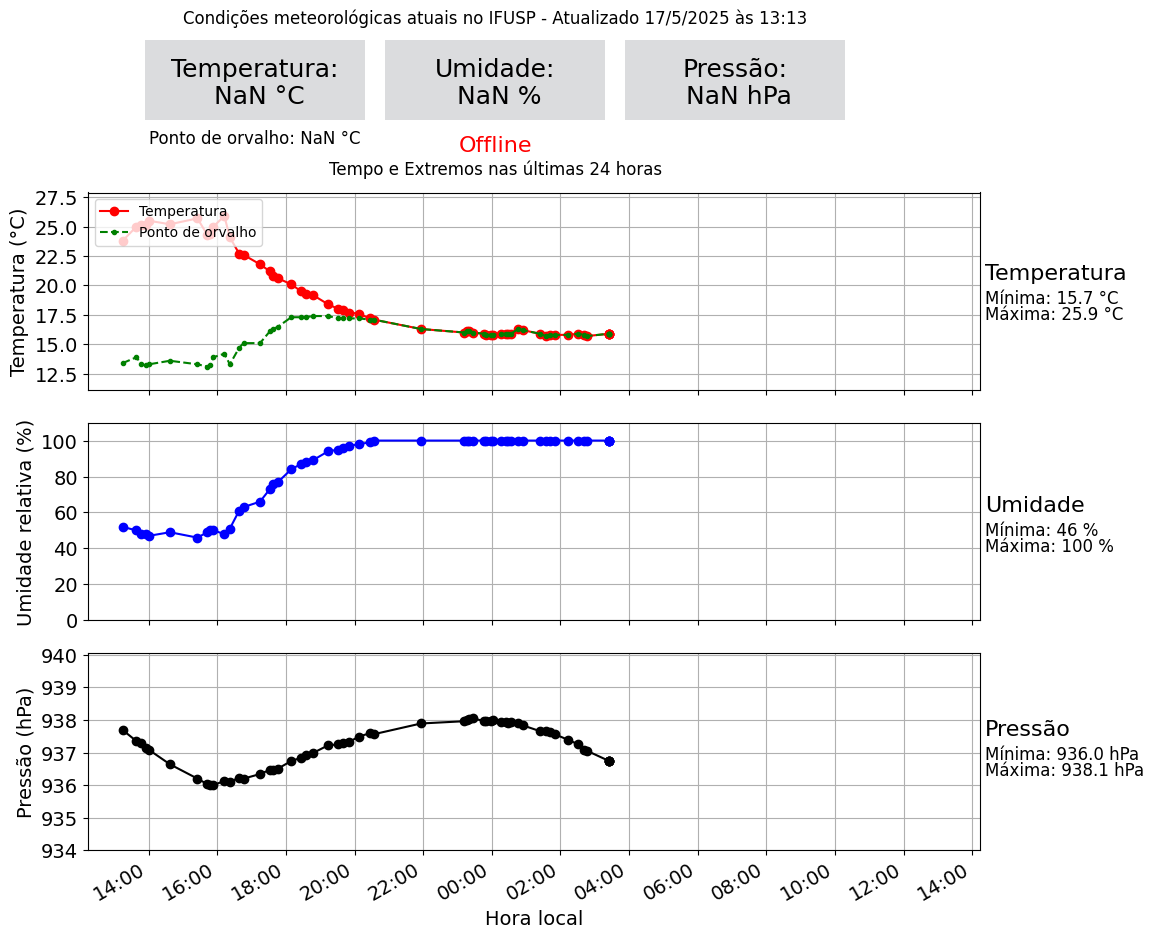 Condições meteorológicas atuais no IFUSP - Atualizado 17/5/2025 às 13:13
Temperatura:
NaN °C
Umidade:
NaN %
Pressão:
NaN hPa
Ponto de orvalho: NaN °C
Offline
Tempo e Extremos nas últimas 24 horas
Temperatura (°C)
27.5
25.0
22.5
20.0
17.5
15.0
12.5
Temperatura
Ponto de orvalho
Temperatura
Mínima: 15.7 °C
Máxima: 25.9 °C
Umidade relativa (%)
100
80
60
40
20
0
Umidade
Mínima: 46 %
Máxima: 100 %
Pressão (hPa)
940
939
938
937
936
935
934
Pressão
Mínima: 936.0 hPa
Máxima: 938.1 hPa
14:00 16:00 18:00 20:00 22:00 00:00 02:00 04:00 06:00 08:00 10:00 12:00 14:00
Hora local